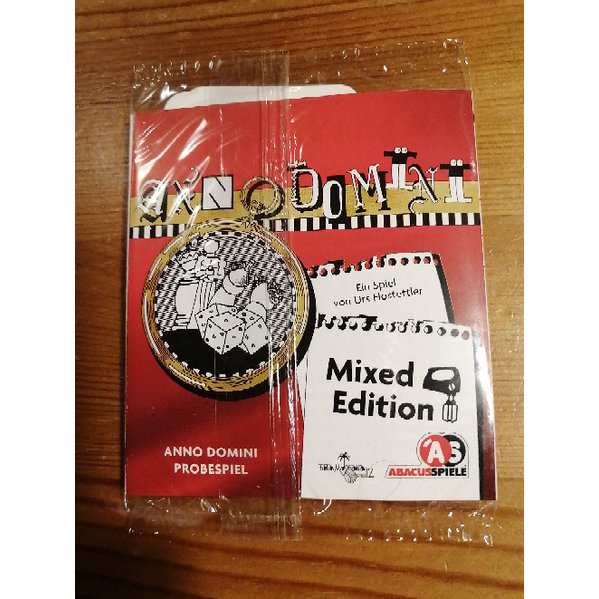 ANNO DOMINI
Ein Spiel
von Urs Hostettler
Mixed
Edition
ANNO DOMINI
PROBESPIEL
ABACUSSPIELE